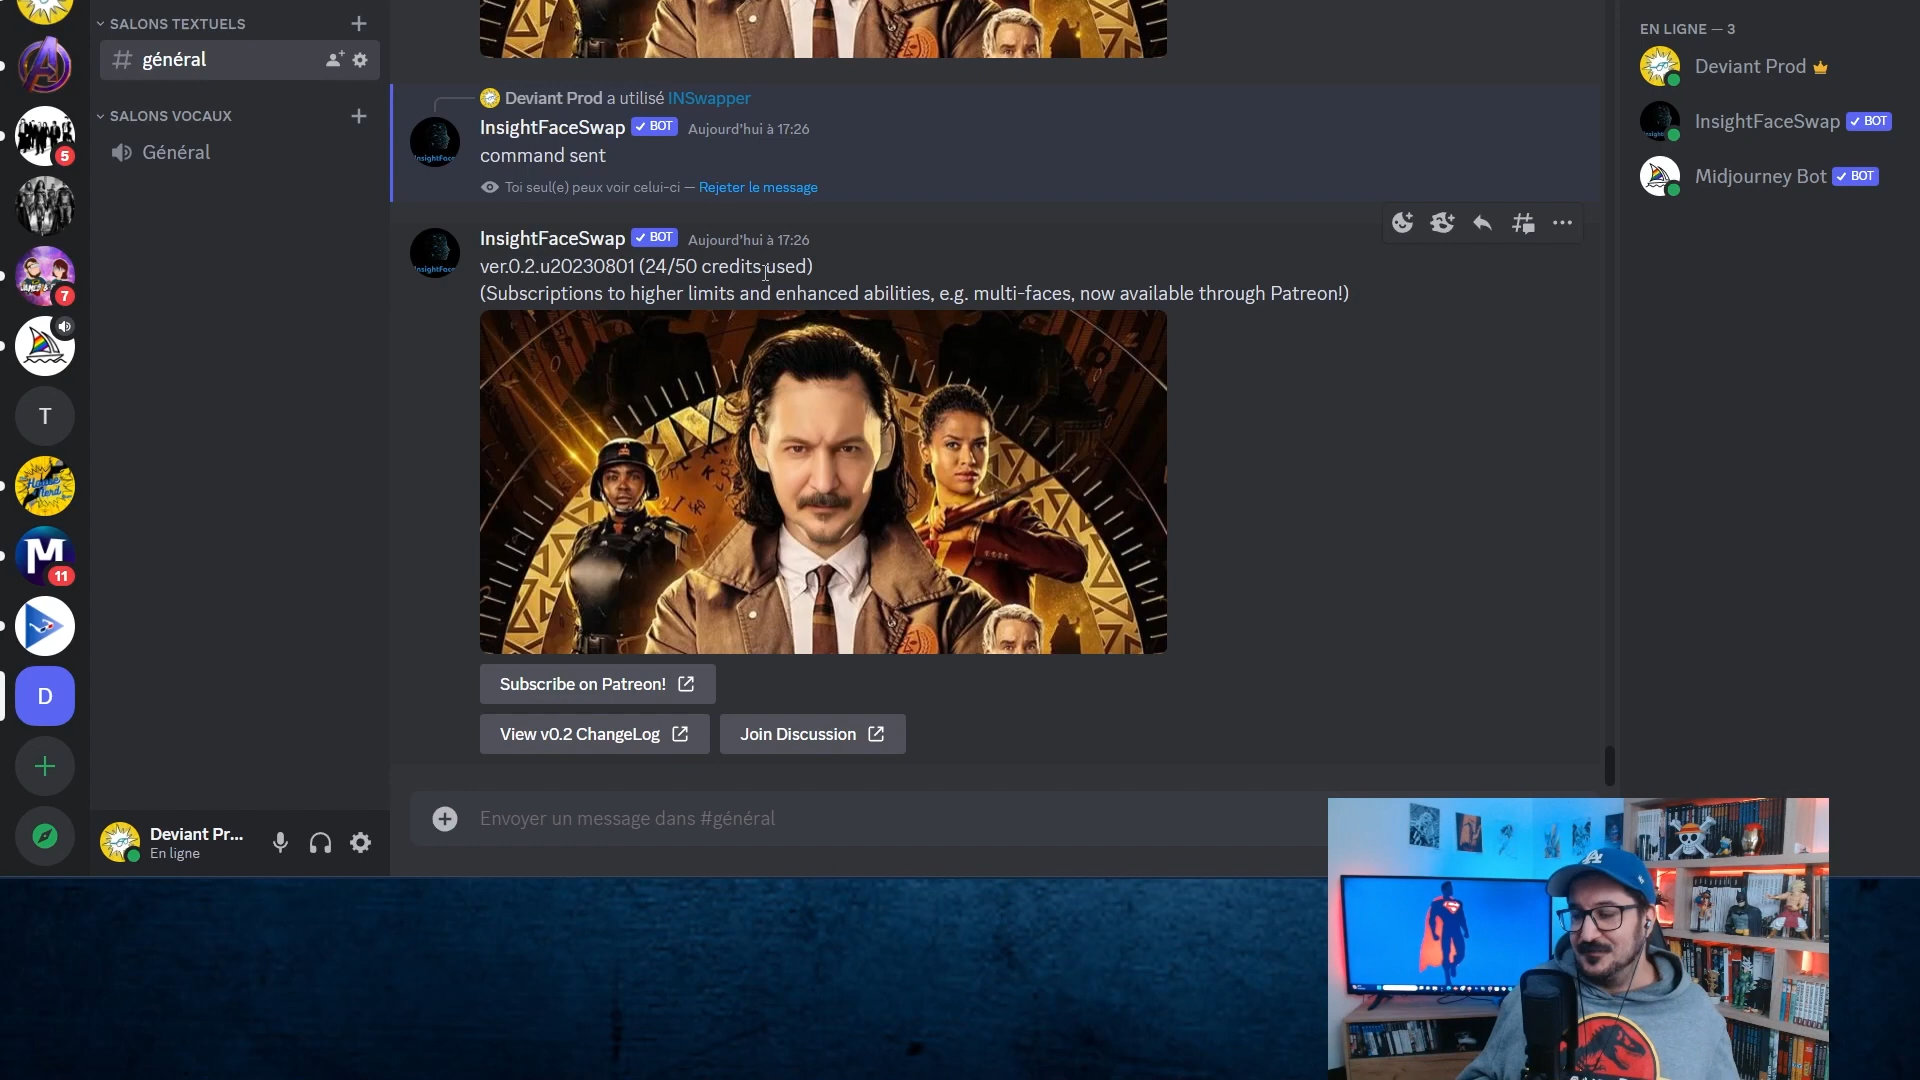 SALONS TEXTUELS
général
SALONS VOCAUX
Général
5
7
T
M
11
D
Deviant Pr...
En ligne
Deviant Prod a utilisé INSwapper
InsightFaceSwap BOT Aujourd'hui à 17:26
command sent
Toi seul(e) peux voir celui-ci — Rejeter le message
InsightFaceSwap BOT Aujourd'hui à 17:26
ver.0.2.u20230801 (24/50 credits used)
(Subscriptions to higher limits and enhanced abilities, e.g. multi-faces, now available through Patreon!)
Subscribe on Patreon!
View v0.2 ChangeLog
Join Discussion
Envoyer un message dans #général
EN LIGNE — 3
Deviant Prod
InsightFaceSwap BOT
Midjourney Bot BOT